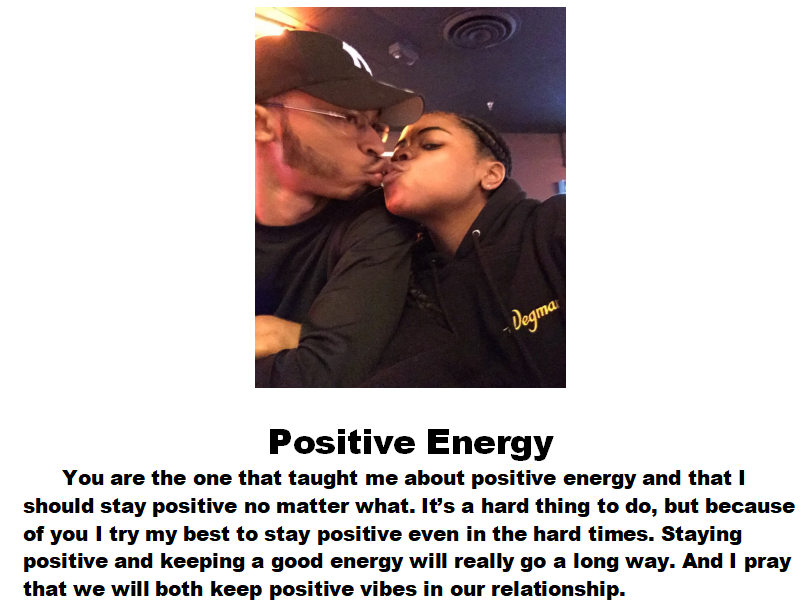 Degma
Positive Energy
You are the one that taught me about positive energy and that I
should stay positive no matter what. It’s a hard thing to do, but because
of you I try my best to stay positive even in the hard times. Staying
positive and keeping a good energy will really go a long way. And I pray
that we will both keep positive vibes in our relationship.